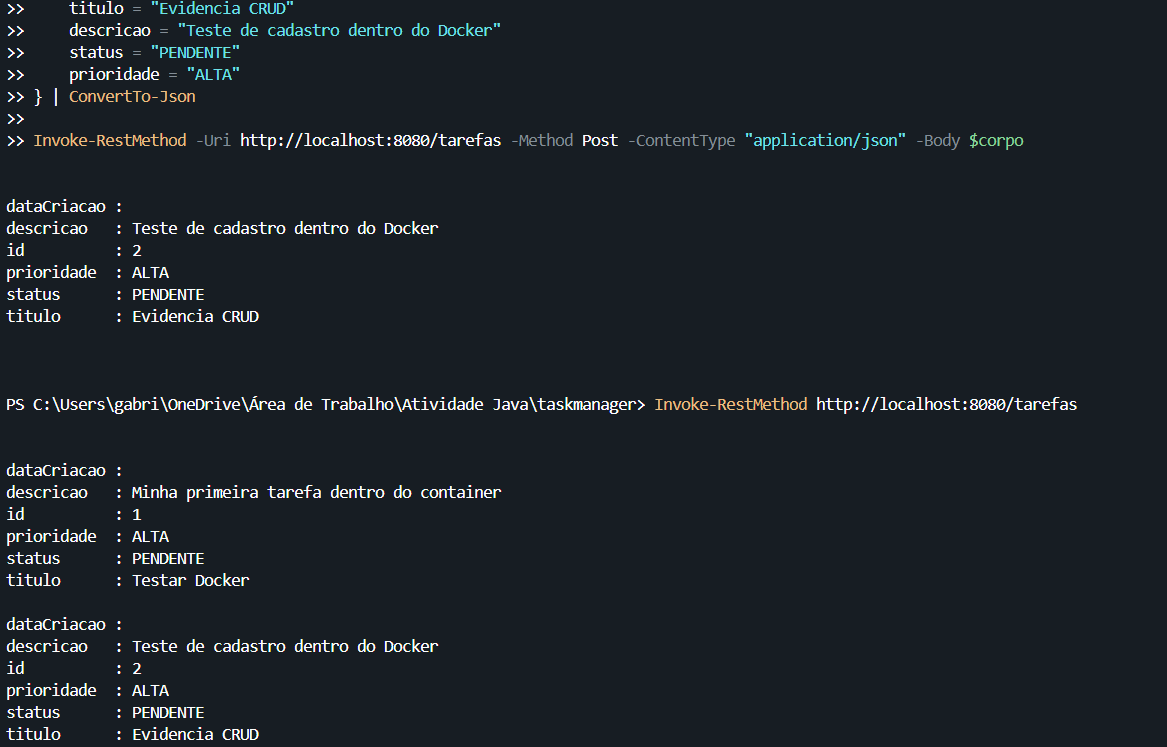 >>     titulo = "Evidencia CRUD"
>>     descricao = "Teste de cadastro dentro do Docker"
>>     status = "PENDENTE"
>>     prioridade = "ALTA"
>> } | ConvertTo-Json
>>
>> Invoke-RestMethod -Uri http://localhost:8080/tarefas -Method Post -ContentType "application/json" -Body $corpo
dataCriacao :
descricao   : Teste de cadastro dentro do Docker
id          : 2
prioridade  : ALTA
status      : PENDENTE
titulo      : Evidencia CRUD
PS C:\Users\gabri\OneDrive\Área de Trabalho\Atividade Java\taskmanager> Invoke-RestMethod http://localhost:8080/tarefas
dataCriacao :
descricao   : Minha primeira tarefa dentro do container
id          : 1
prioridade  : ALTA
status      : PENDENTE
titulo      : Testar Docker
dataCriacao :
descricao   : Teste de cadastro dentro do Docker
id          : 2
prioridade  : ALTA
status      : PENDENTE
titulo      : Evidencia CRUD